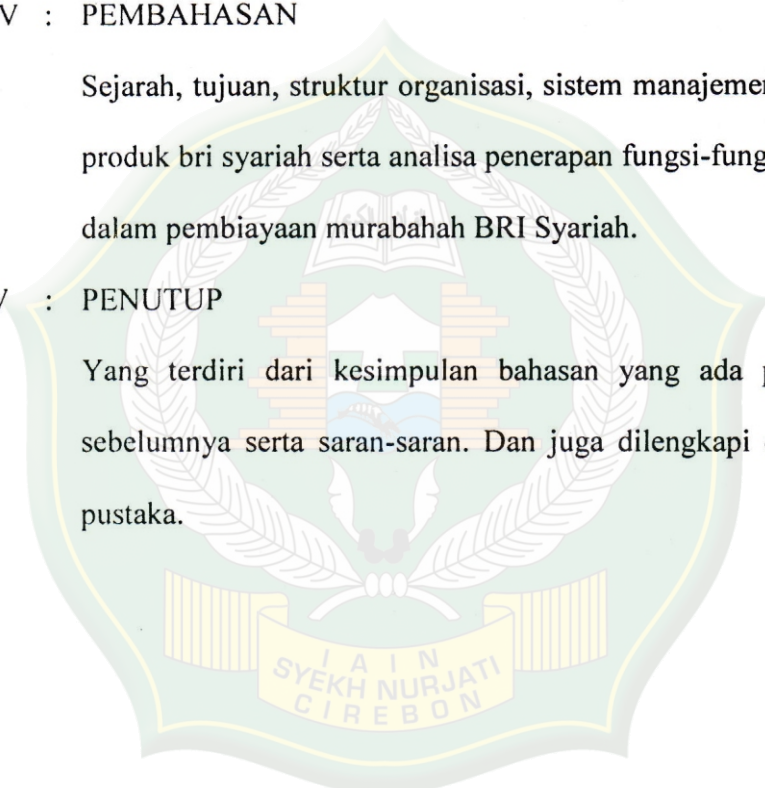 V : PEMBAHASAN
Sejarah, tujuan, struktur organisasi, sistem manajemen
produk bri syariah serta analisa penerapan fungsi-fung
dalam pembiayaan murabahah BRI Syariah.
V : PENUTUP
Yang terdiri dari kesimpulan bahasan yang ada p
sebelumnya serta saran-saran. Dan juga dilengkapi
pustaka.
I A I N
SYEKH NURJATI
CIREBON